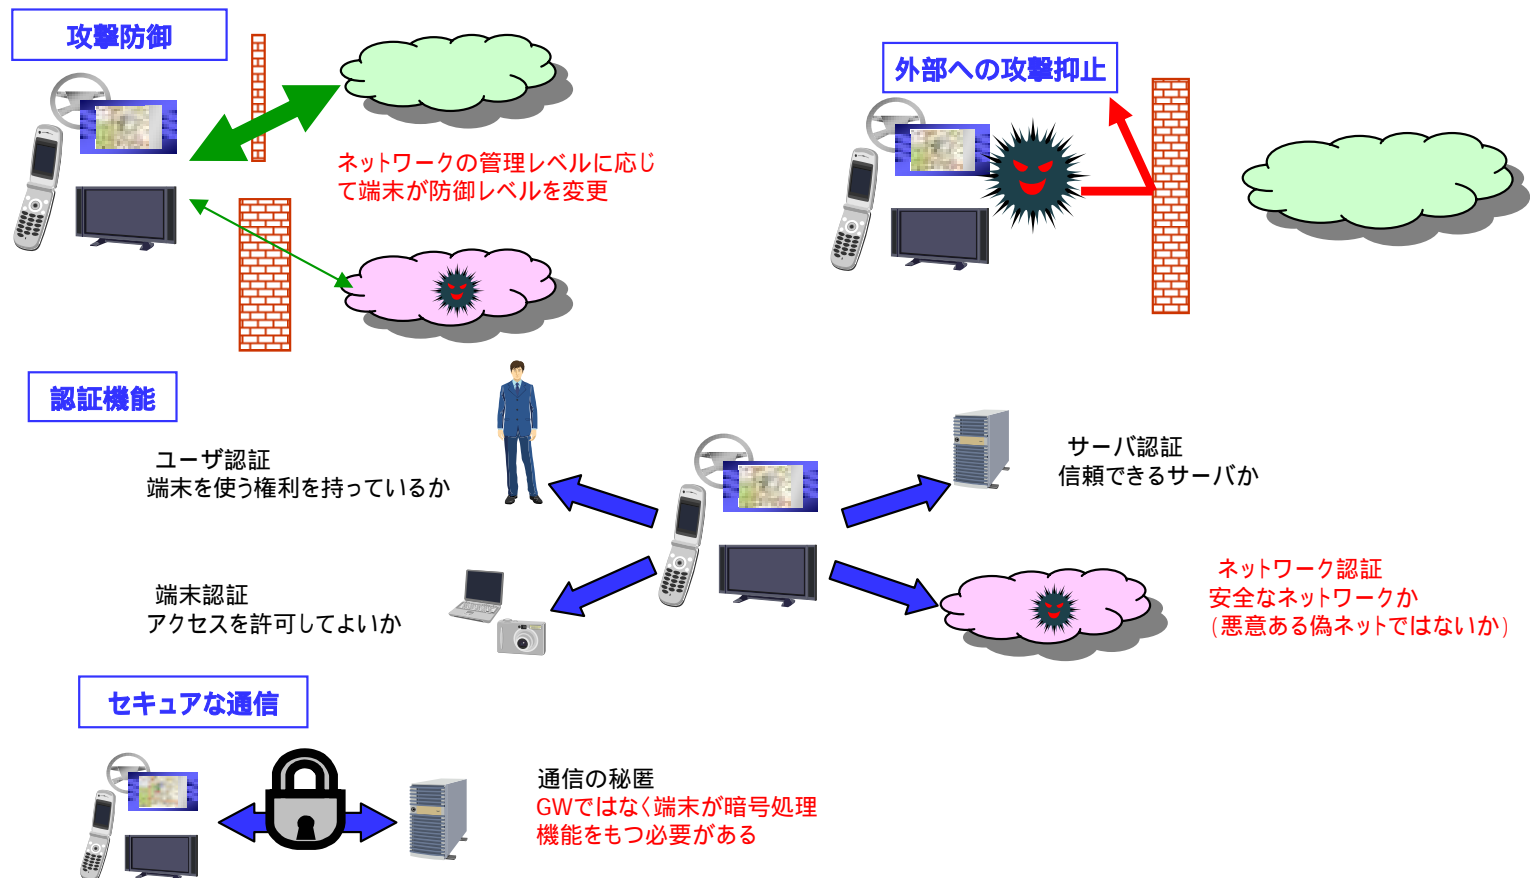 攻撃防御
外部への攻撃抑止
ネットワークの管理レベルに応じ
て端末が防御レベルを変更
認証機能
ユーザ認証
端末を使う権利を持っているか
サーバ認証
信頼できるサーバか
端末認証
アクセスを許可してよいか
ネットワーク認証
安全なネットワークか
(悪意ある偽ネットではないか)
セキュアな通信
通信の秘匿
GWではなく端末が暗号処理
機能をもつ必要がある